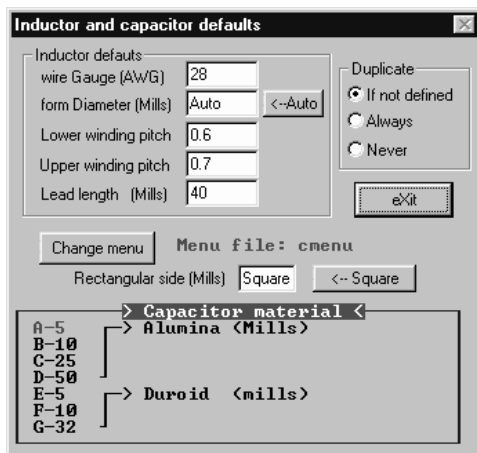 Inductor and capacitor defaults
Inductor defauts
wire Gauge (AWG) 28
form Diameter (Mills) Auto <--Auto
Lower winding pitch 0.6
Upper winding pitch 0.7
Lead length (Mills) 40
Duplicate
If not defined
Always
Never
eXit
Change menu Menu file: cmenu
Rectangular side (Mills) Square <-- Square
> Capacitor material <
A-5 > Alumina (Mills)
B-10
C-25
D-50
E-5 > Duroid (mills)
F-10
G-32